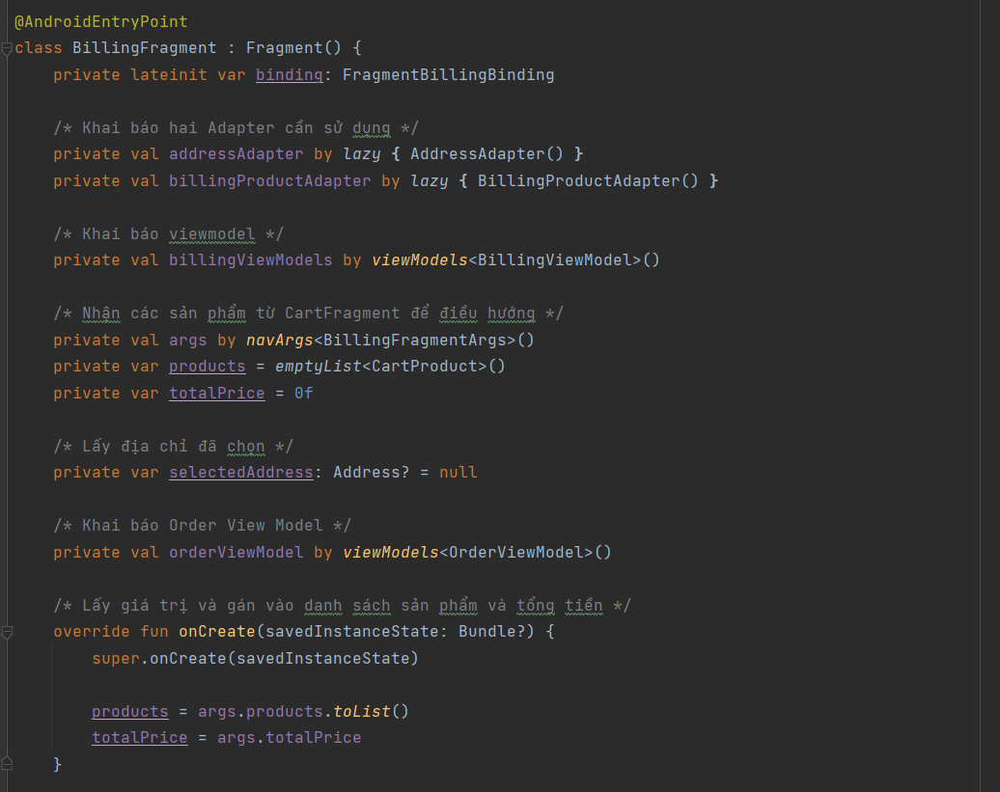 @AndroidEntryPoint
class BillingFragment : Fragment() {
private lateinit var binding: FragmentBillingBinding
/* Khai báo hai Adapter cần sử dụng */
private val addressAdapter by lazy { AddressAdapter() }
private val billingProductAdapter by lazy { BillingProductAdapter() }
/* Khai báo viewmodel */
private val billingViewModels by viewModels<BillingViewModel>()
/* Nhận các sản phẩm từ CartFragment để điều hướng */
private val args by navArgs<BillingFragmentArgs>()
private var products = emptyList<CartProduct>()
private var totalPrice = 0f
/* Lấy địa chỉ đã chọn */
private var selectedAddress: Address? = null
/* Khai báo Order View Model */
private val orderViewModel by viewModels<OrderViewModel>()
/* Lấy giá trị và gán vào danh sách sản phẩm và tổng tiền */
override fun onCreate(savedInstanceState: Bundle?) {
super.onCreate(savedInstanceState)
products = args.products.toList()
totalPrice = args.totalPrice
}